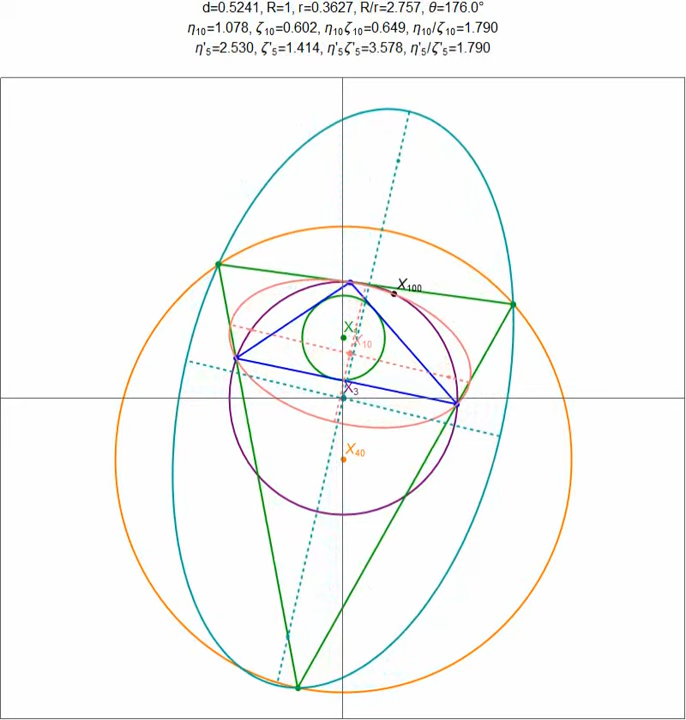 d=0.5241, R=1, r=0.3627, R/r=2.757, θ=176.0°
η₁₀=1.078, ζ₁₀=0.602, η₁₀ζ₁₀=0.649, η₁₀/ζ₁₀=1.790
η'₅=2.530, ζ'₅=1.414, η'₅ζ'₅=3.578, η'₅/ζ'₅=1.790
X₁₀₀
X₁₀
X₃
X₄₀